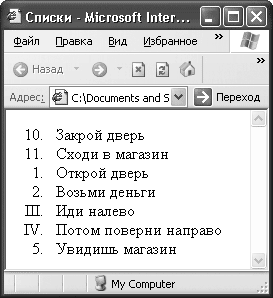 Списки - Microsoft Inter...
Файл Правка Вид Избранное »
Назад »
Адрес: C:\Documents and S Переход
10. Закрой дверь
11. Сходи в магазин
1. Открой дверь
2. Возьми деньги
III. Иди налево
IV. Потом поверни направо
5. Увидишь магазин
My Computer